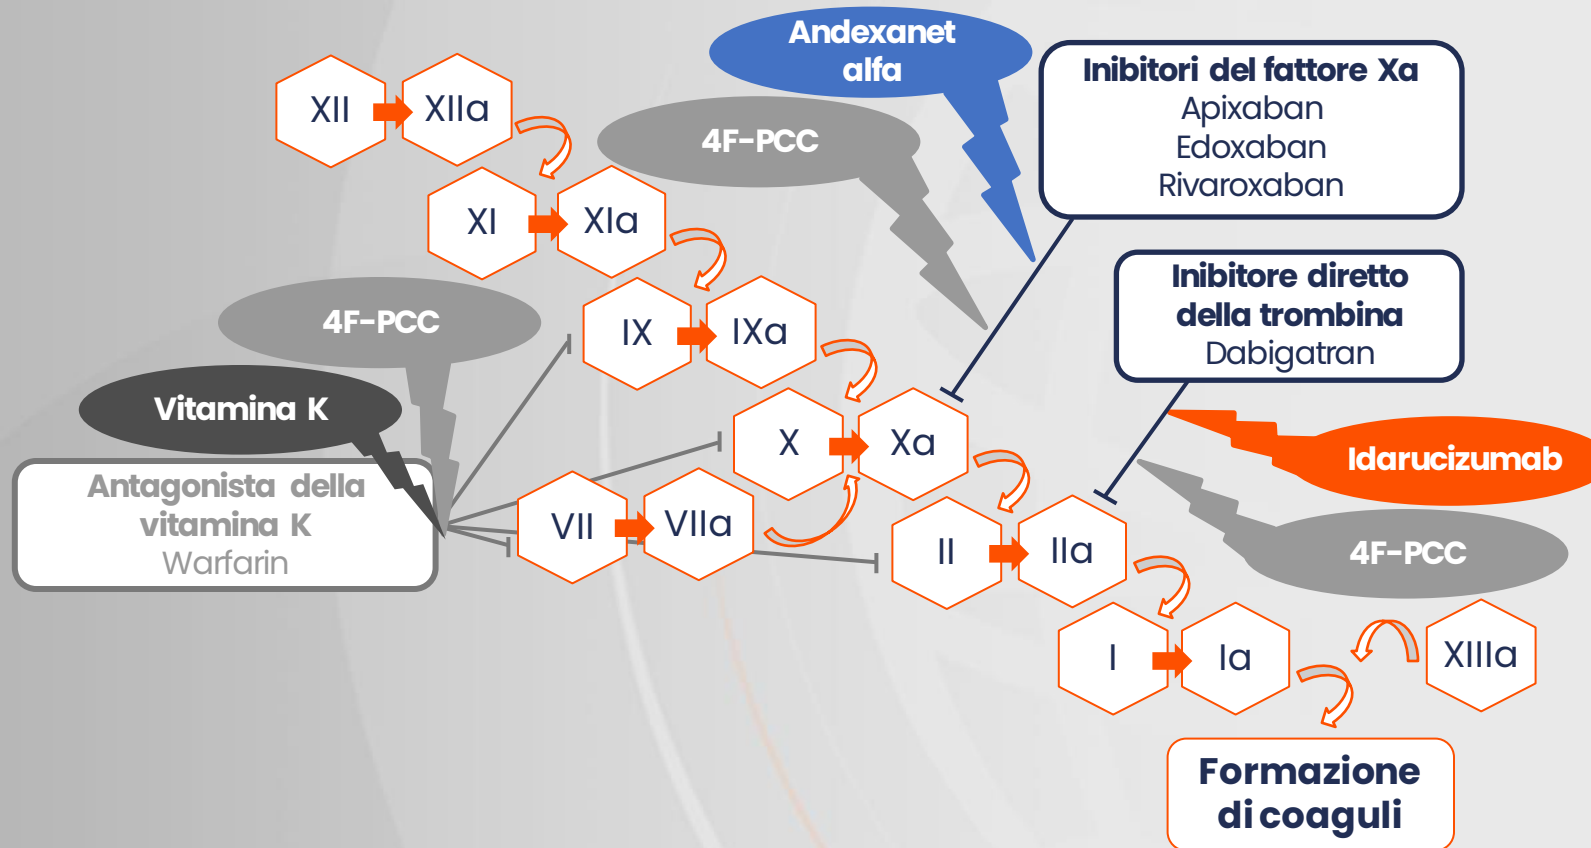 Andexanet
alfa
Inibitori del fattore Xa
Apixaban
Edoxaban
Rivaroxaban
XII
XIIa
4F-PCC
XI
XIa
Inibitore diretto
della trombina
Dabigatran
4F-PCC
IX
IXa
Vitamina K
X
Xa
Idarucizumab
Antagonista della
vitamina K
Warfarin
VII
VIIa
II
IIa
4F-PCC
I
Ia
XIIIa
Formazione
di coaguli